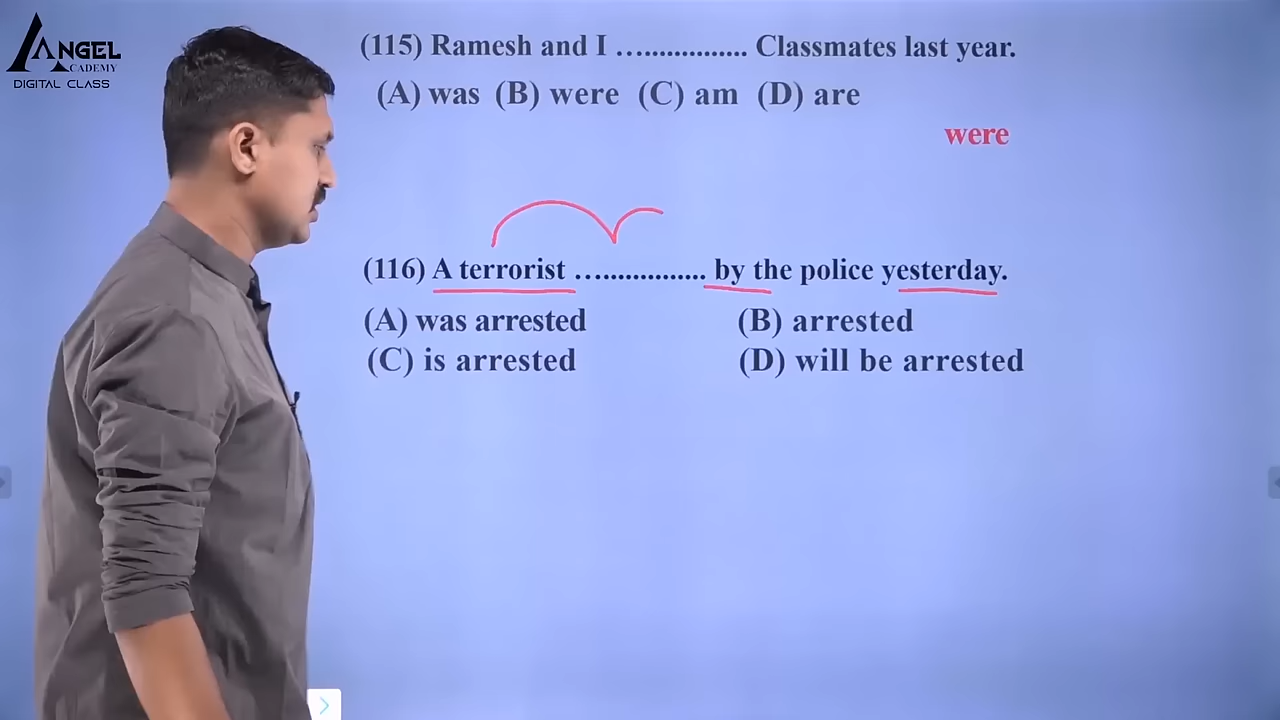 ANGEL
ACADEMY
DIGITAL CLASS
(115) Ramesh and I …............... Classmates last year.
(A) was (B) were (C) am (D) are
were
(116) A terrorist …............... by the police yesterday.
(A) was arrested (B) arrested
(C) is arrested (D) will be arrested